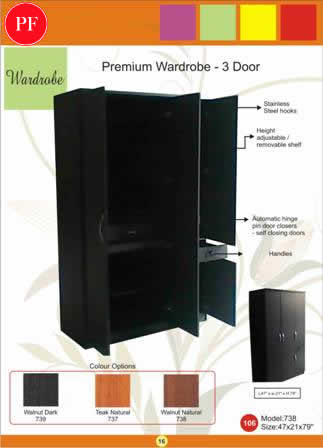 PF
Wardrobe
Premium Wardrobe - 3 Door
Stainless
Steel hooks
Height
adjustable /
removable shelf
Automatic hinge
pin door closers
- self closing doors
Handles
Colour Options
Walnut Dark
739
Teak Natural
737
Walnut Natural
738
106
Model:738
Size:47x21x79"
16